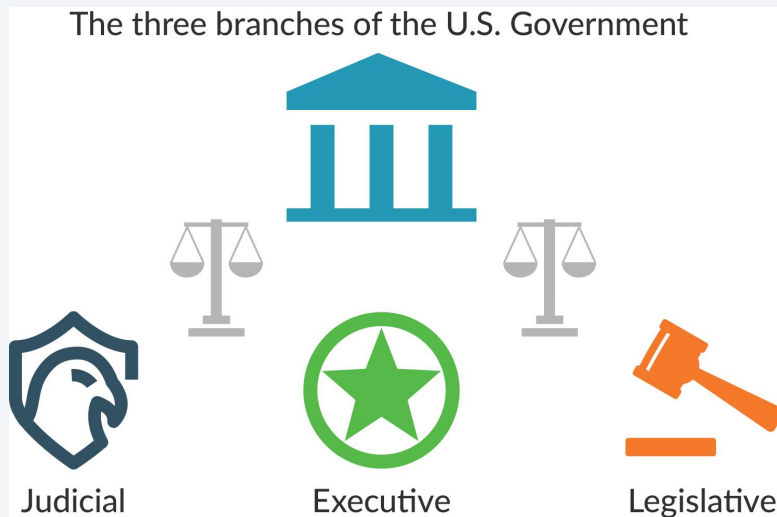 The three branches of the U.S. Government
Judicial
Executive
Legislative